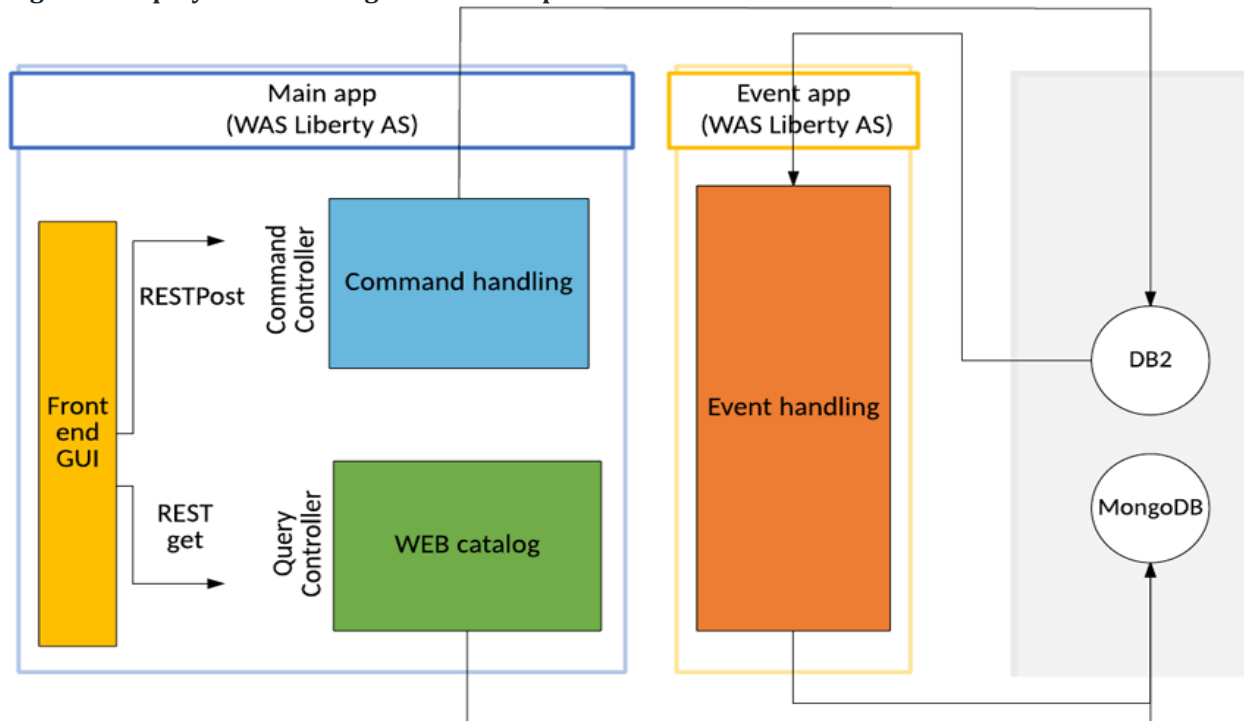 Main app
(WAS Liberty AS)
Event app
(WAS Liberty AS)
Front
end
GUI
RESTPost
Command
Controller
Command handling
REST
get
Query
Controller
WEB catalog
Event handling
DB2
MongoDB